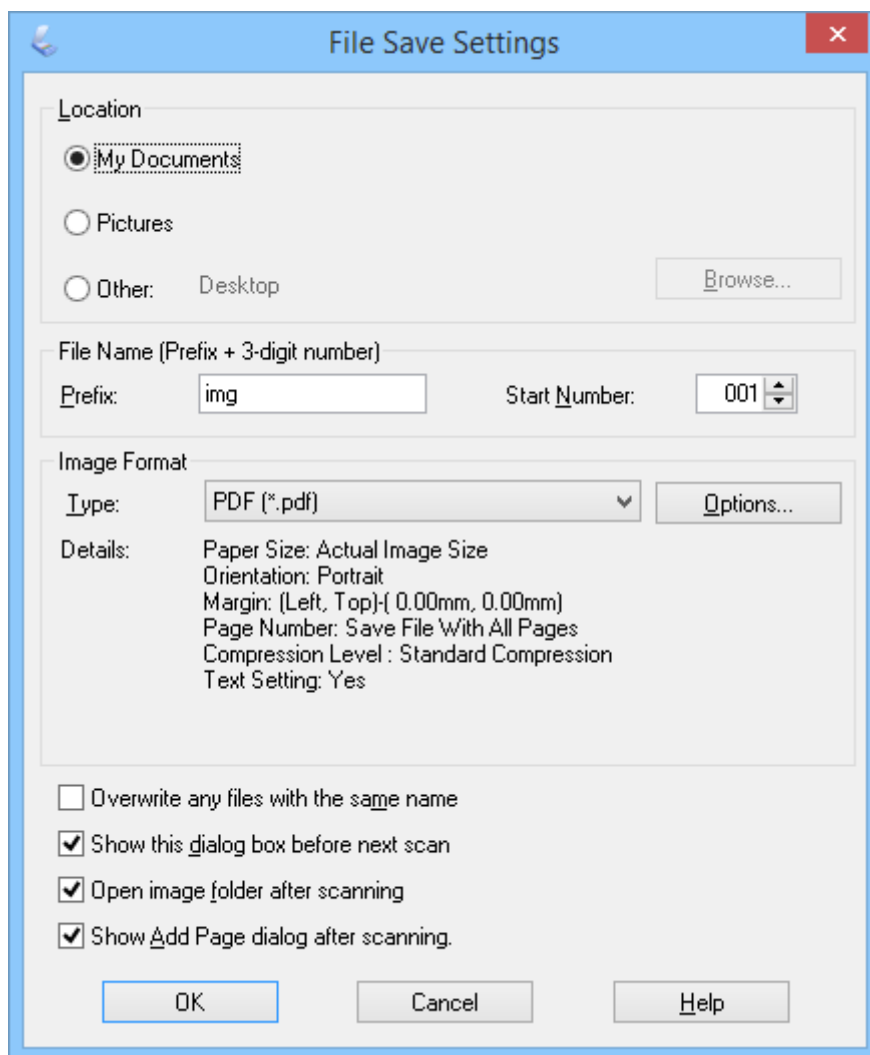 File Save Settings
Location
My Documents
Pictures
Other: Desktop Browse...
File Name (Prefix + 3-digit number)
Prefix: img Start Number: 001
Image Format
Type: PDF (*.pdf) Options...
Details: Paper Size: Actual Image Size
Orientation: Portrait
Margin: (Left, Top)-( 0.00mm, 0.00mm)
Page Number: Save File With All Pages
Compression Level : Standard Compression
Text Setting: Yes
Overwrite any files with the same name
Show this dialog box before next scan
Open image folder after scanning
Show Add Page dialog after scanning.
OK Cancel Help